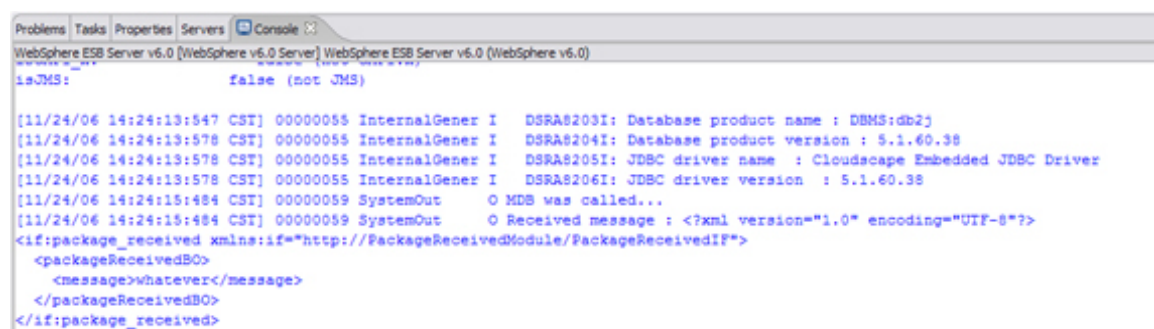 Problems Tasks Properties Servers Console
WebSphere ESB Server v6.0 [WebSphere v6.0 Server] WebSphere ESB Server v6.0 (WebSphere v6.0)
isJMS: false (not JMS)
[11/24/06 14:24:13:547 CST] 00000055 InternalGener I DSRA8203I: Database product name : DBMS:db2j
[11/24/06 14:24:13:578 CST] 00000055 InternalGener I DSRA8204I: Database product version : 5.1.60.38
[11/24/06 14:24:13:578 CST] 00000055 InternalGener I DSRA8205I: JDBC driver name : Cloudscape Embedded JDBC Driver
[11/24/06 14:24:13:578 CST] 00000055 InternalGener I DSRA8206I: JDBC driver version : 5.1.60.38
[11/24/06 14:24:15:484 CST] 00000059 SystemOut O MDB was called...
[11/24/06 14:24:15:484 CST] 00000059 SystemOut O Received message : <?xml version="1.0" encoding="UTF-8"?>
<if:package_received xmlns:if="http://PackageReceivedModule/PackageReceivedIF">
<packageReceivedBO>
<message>whatever</message>
</packageReceivedBO>
</if:package_received>